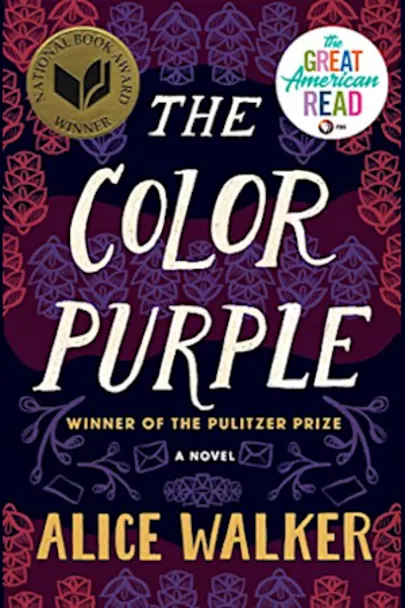 NATIONAL BOOK AWARD
WINNER
the
GREAT
American
READ
PBS
THE
COLOR
PURPLE
WINNER OF THE PULITZER PRIZE
A NOVEL
ALICE WALKER